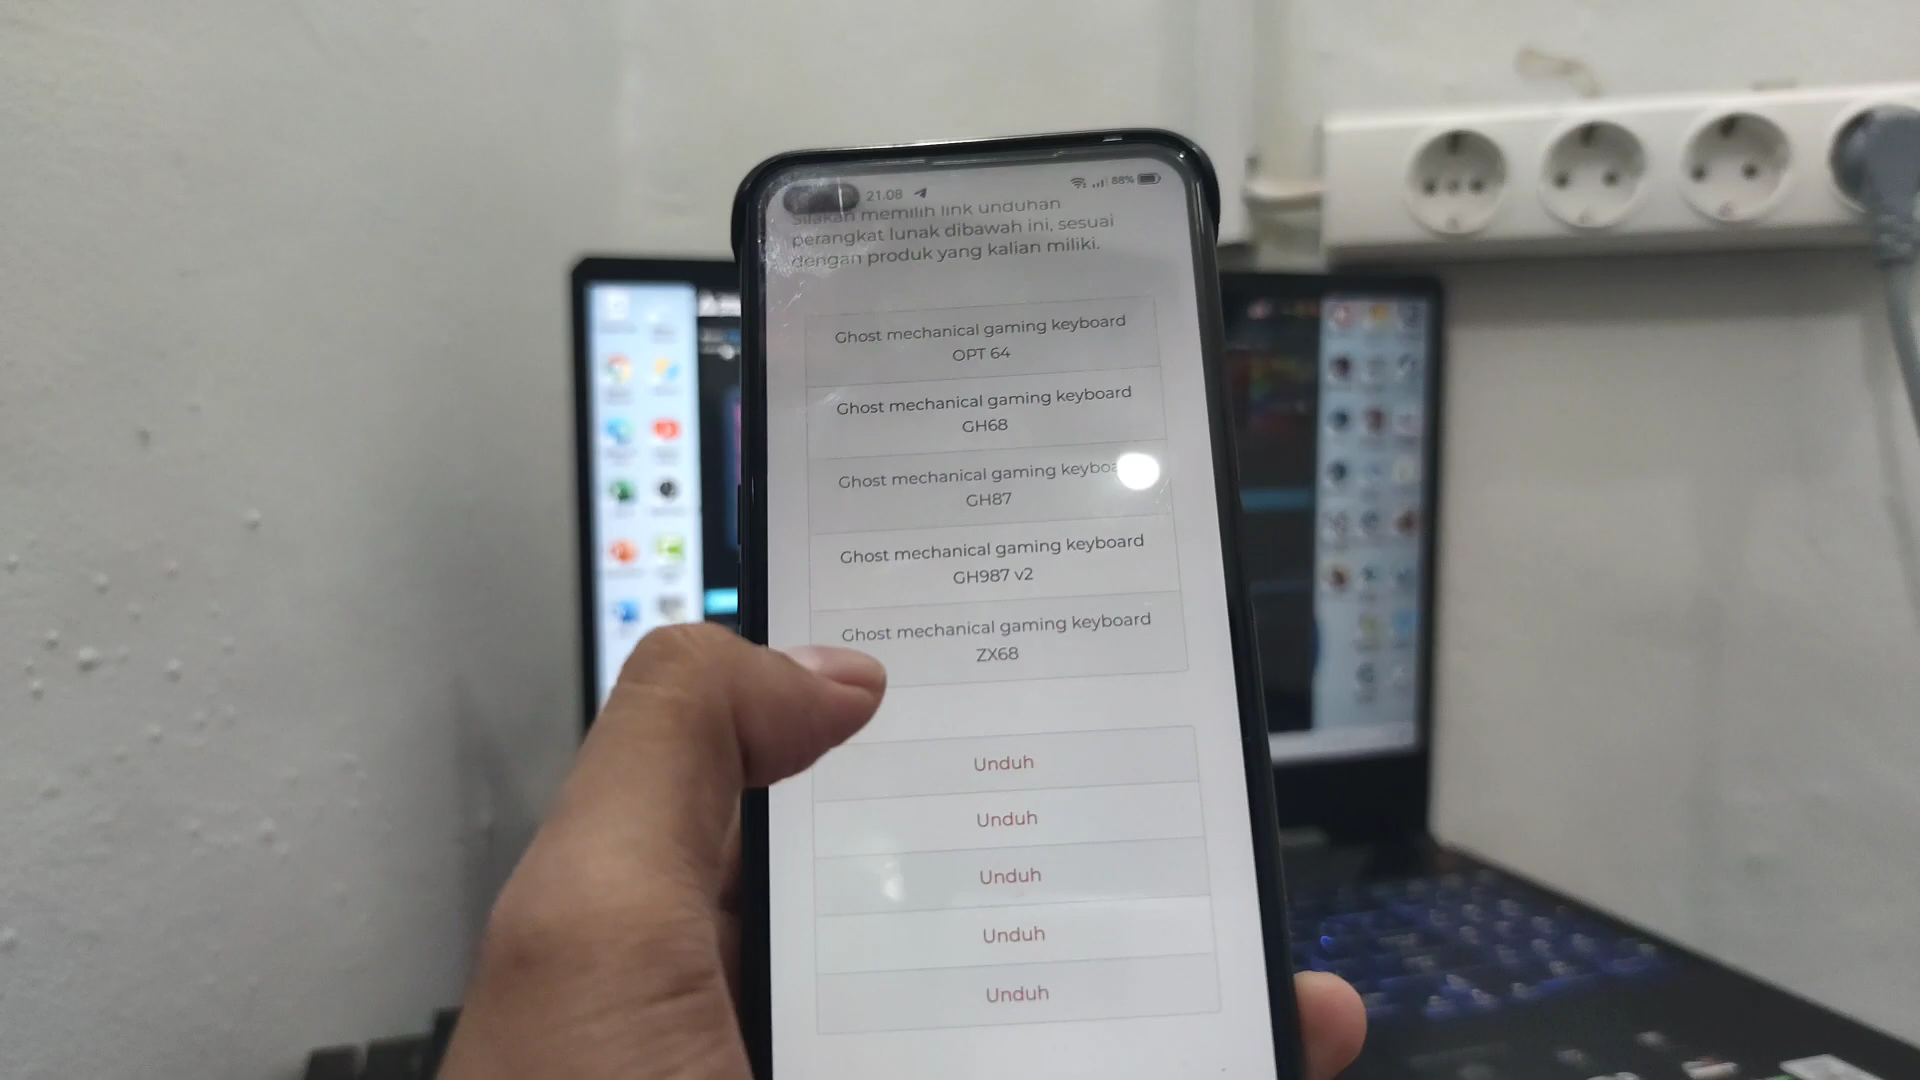 21.08
88%
Silakan memilih link unduhan
perangkat lunak dibawah ini, sesuai
dengan produk yang kalian miliki.
Ghost mechanical gaming keyboard
OPT 64
Ghost mechanical gaming keyboard
GH68
Ghost mechanical gaming keyboa
GH87
Ghost mechanical gaming keyboard
GH987 v2
Ghost mechanical gaming keyboard
ZX68
Unduh
Unduh
Unduh
Unduh
Unduh